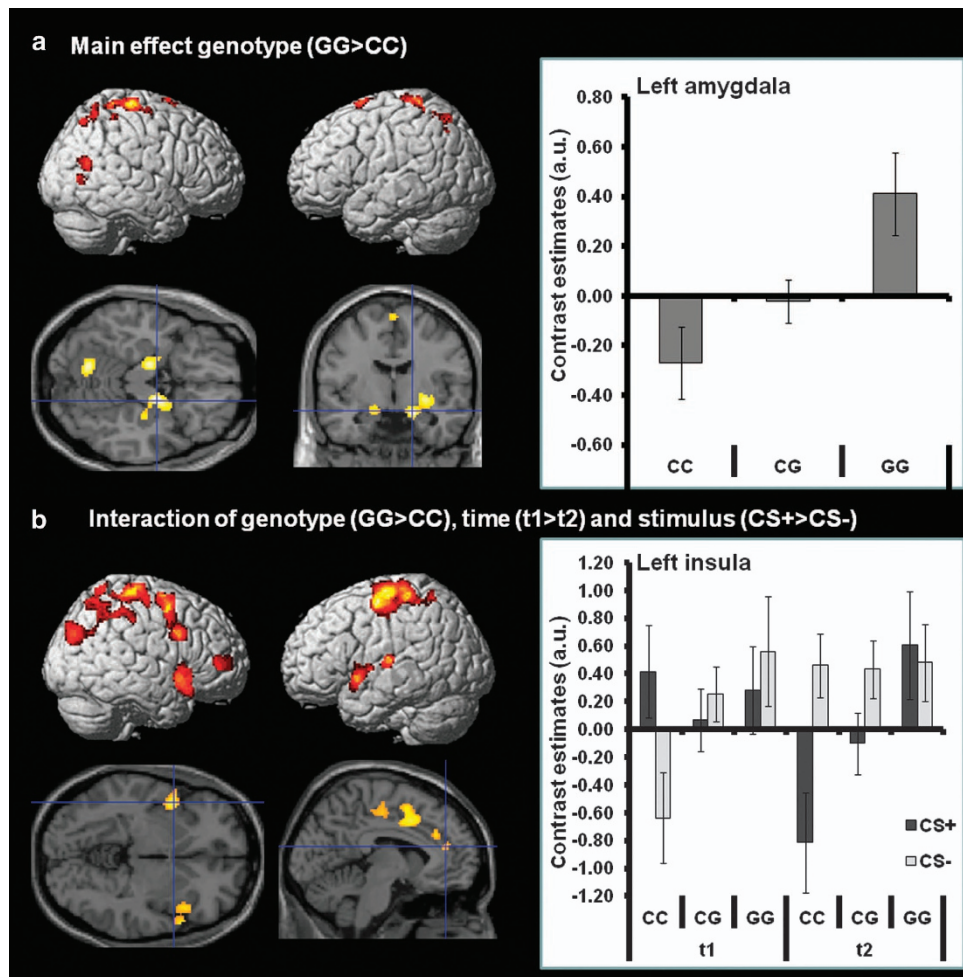 a Main effect genotype (GG>CC)
Left amygdala
Contrast estimates (a.u.)
0.80
0.60
0.40
0.20
0.00
-0.20
-0.40
-0.60
CC CG GG
b Interaction of genotype (GG>CC), time (t1>t2) and stimulus (CS+>CS-)
Left insula
Contrast estimates (a.u.)
1.20
1.00
0.80
0.60
0.40
0.20
0.00
-0.20
-0.40
-0.60
-0.80
-1.00
-1.20
CS+
CS-
CC CG GG CC CG GG
t1 t2